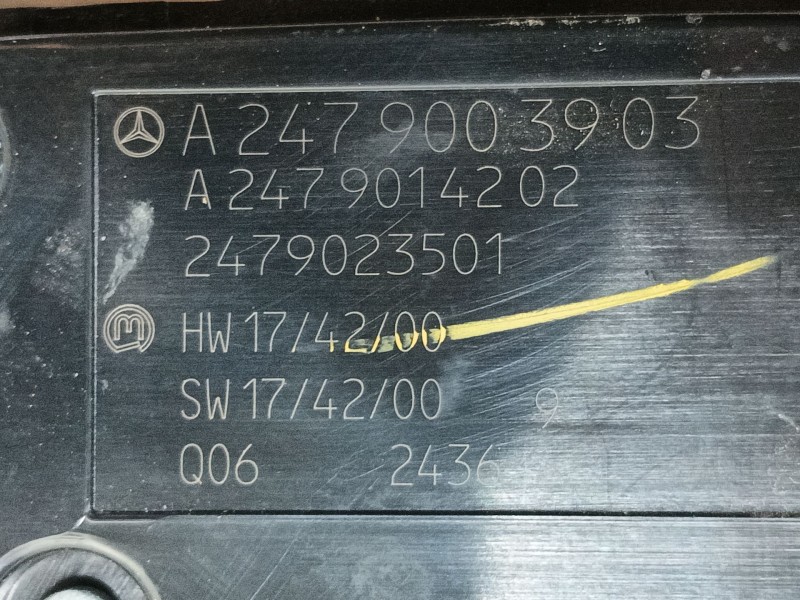 A 247 900 39 03
A 247 901 42 02
2479023501
HW 17/42/00
SW 17/42/00 9
Q06 2436